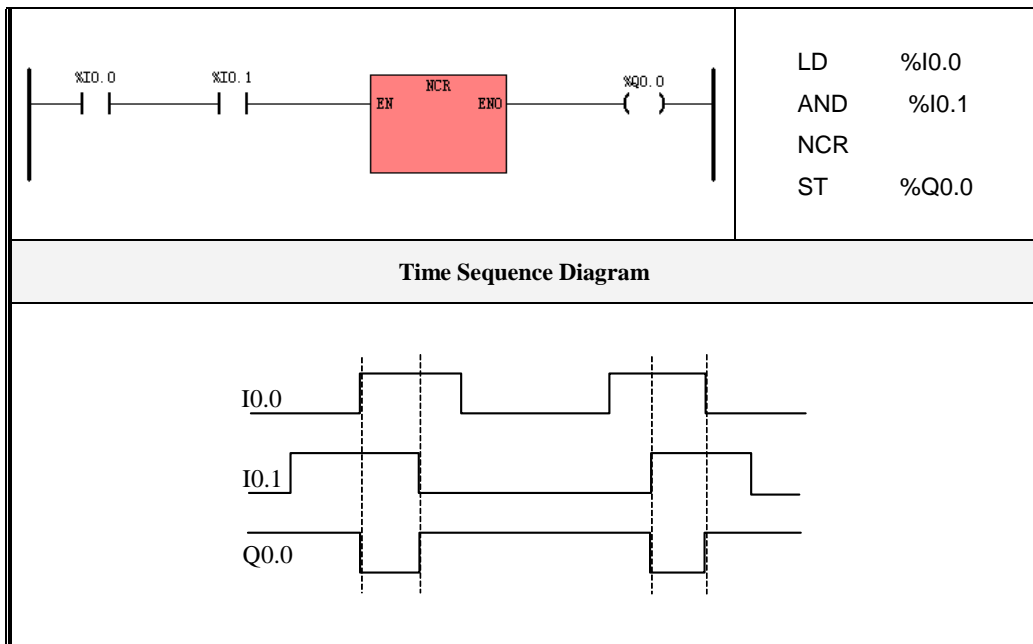 %I0.0 %I0.1 NCR %Q0.0
EN ENO
LD %I0.0
AND %I0.1
NCR
ST %Q0.0
Time Sequence Diagram
I0.0
I0.1
Q0.0